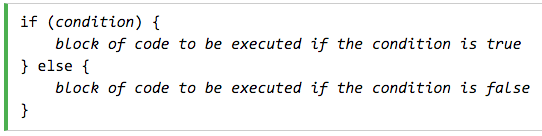 if (condition) {
    block of code to be executed if the condition is true
} else {
    block of code to be executed if the condition is false
}